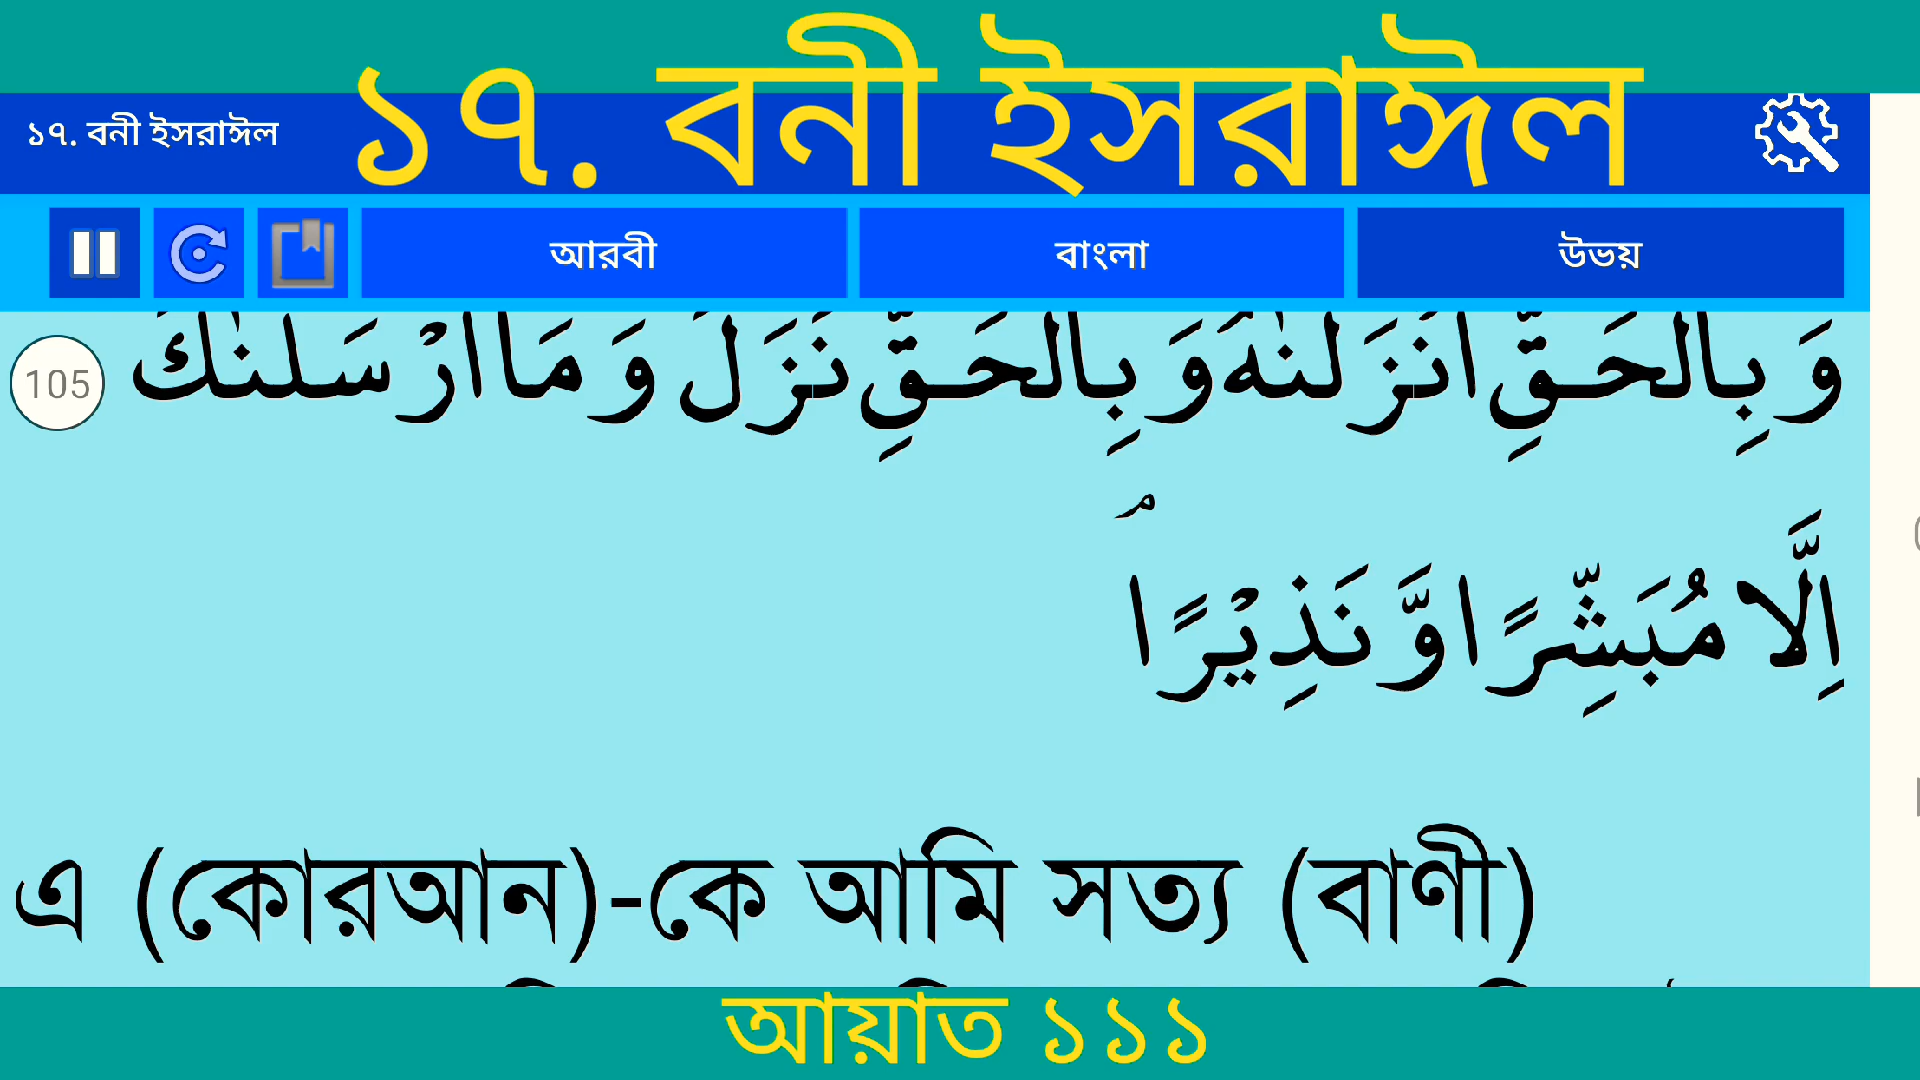 ১৭. বনী ইসরাঈল
১৭. বনী ইসরাঈল
আরবী বাংলা উভয়
105
وَ بِالْحَقِّ اَنْزَلْنٰهُ وَ بِالْحَقِّ نَزَلَ وَ مَا اَرْسَلْنٰكَ
اِلَّا مُبَشِّرًا وَّ نَذِيْرًا ۘ
এ (কোরআন)-কে আমি সত্য (বাণী)
আয়াত ১১১